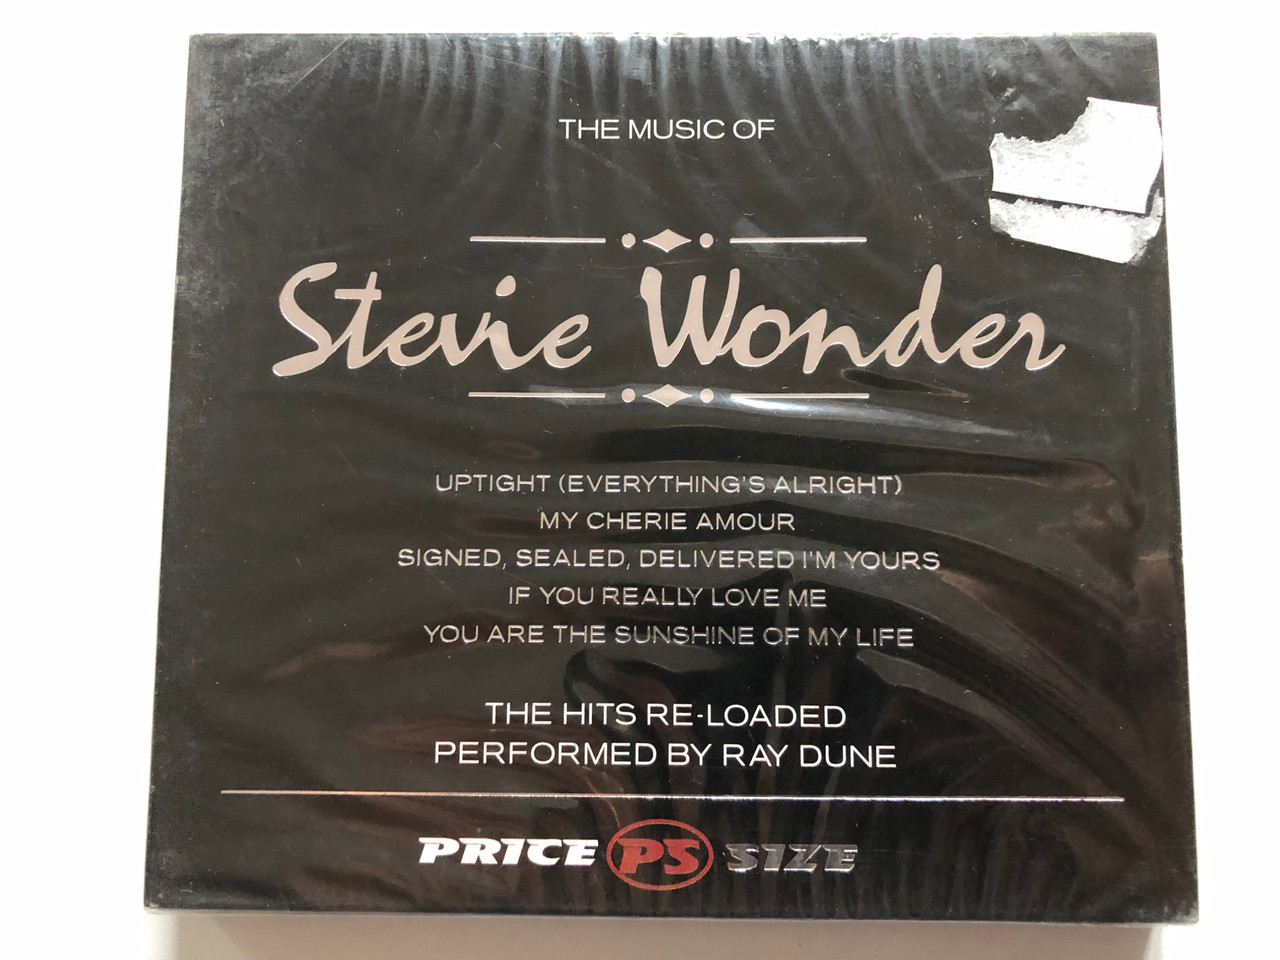 THE MUSIC OF
Stevie Wonder
UPTIGHT (EVERYTHING'S ALRIGHT)
MY CHERIE AMOUR
SIGNED, SEALED, DELIVERED I'M YOURS
IF YOU REALLY LOVE ME
YOU ARE THE SUNSHINE OF MY LIFE
THE HITS RE-LOADED
PERFORMED BY RAY DUNE
PRICE PS SIZE